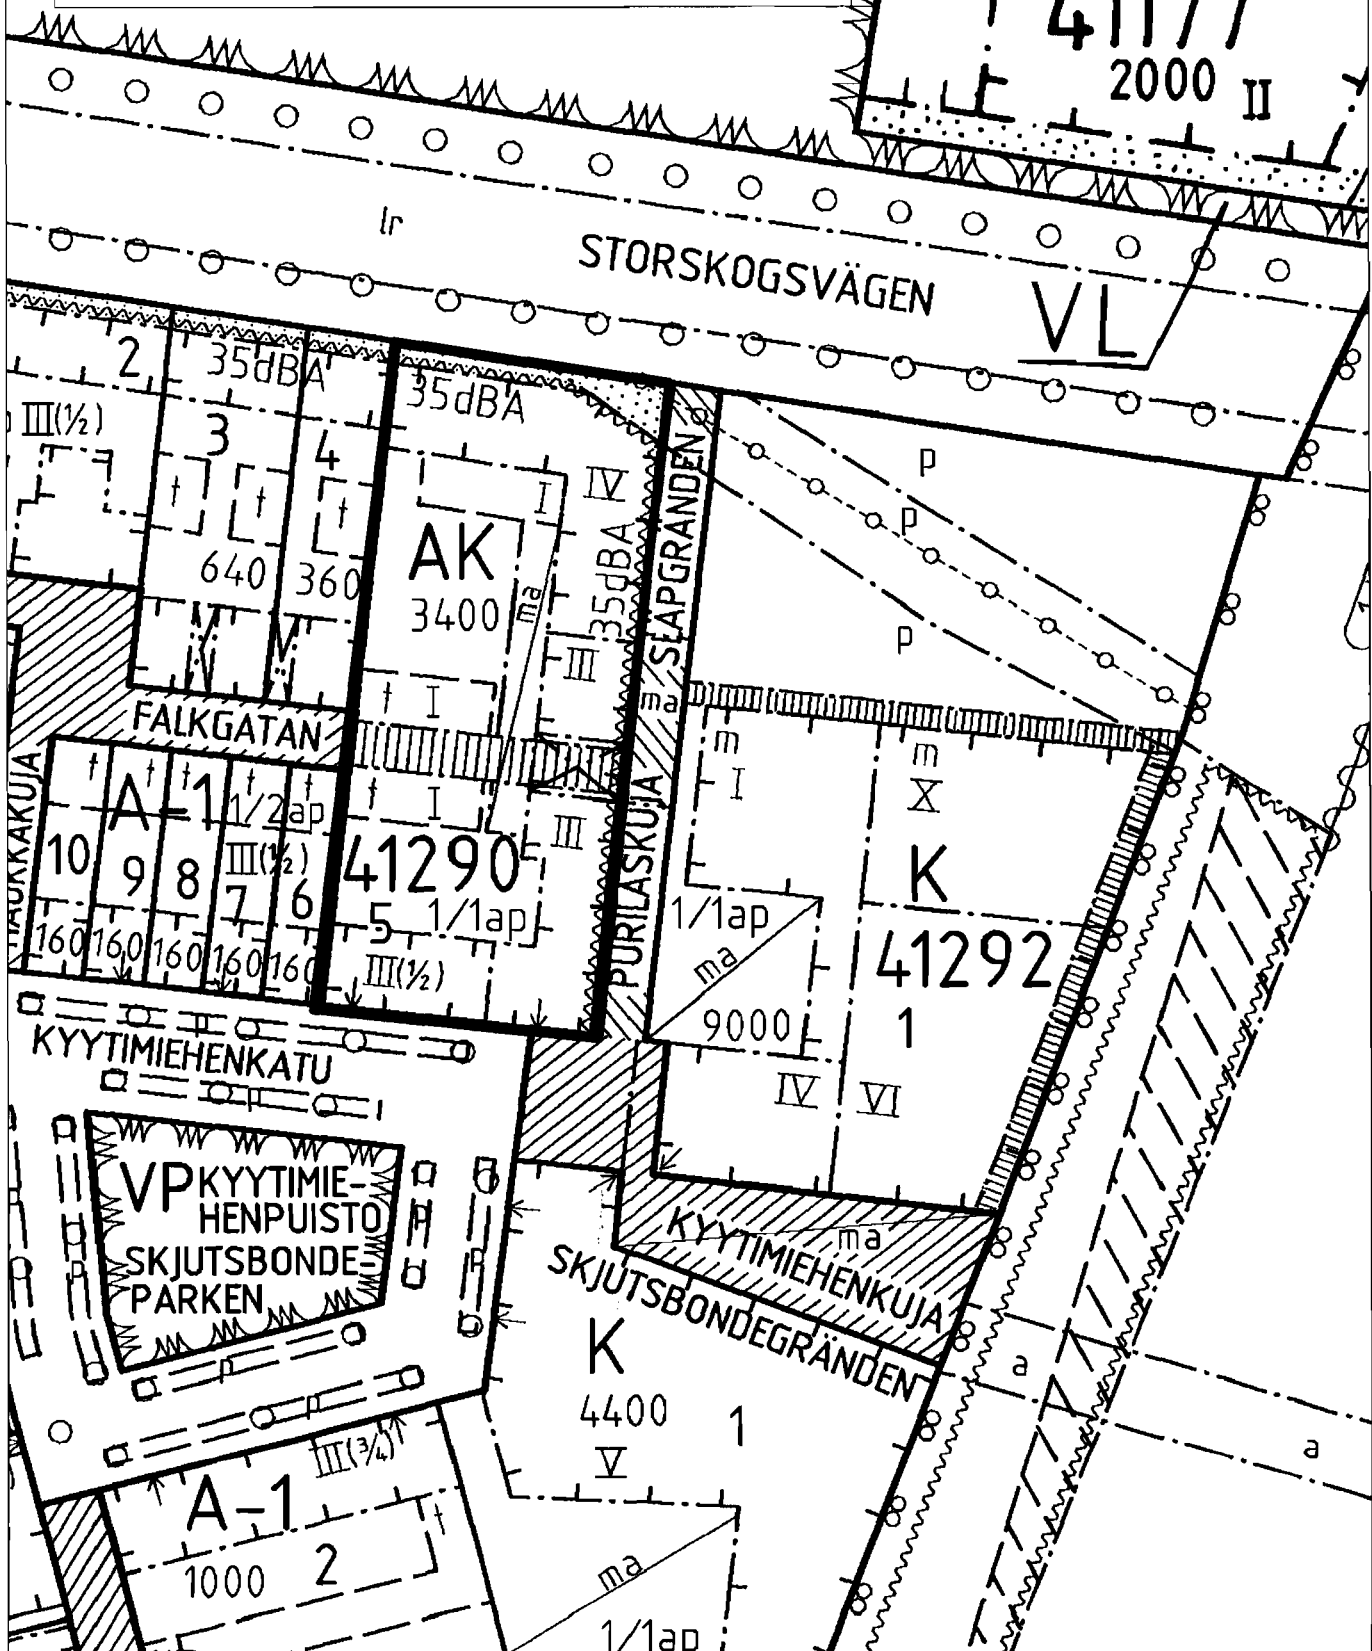 41177
2000 II
lr
STORSKOGSVÄGEN
VL
2
35dBA
35dBA
III(½)
3
4
p
t
t
t
I
IV
p
AK
640
360
3400
ma
35dBA
SEAPGRÄNDEN
p
t
I
III
ma
FALKGATAN
m
I
m
X
HAUKKAKUJA
t
t
t
t
t
t
I
A-1
1/2ap
III
PURILASKUJA
10
9
8
III(½)
7
6
41290
K
5
1/1ap
1/1ap
160
160
160
160
160
III(½)
ma
41292
9000
1
p
KYYTIMIEHENKATU
p
IV
VI
VP KYYTIMIE-
HENPUISTO
SKJUTSBONDE-
PARKEN
p
p
p
p
KYYTIMIEHENKUJA
ma
SKJUTSBONDEGRÄNDEN
K
4400
1
V
a
a
p
p
III(¾)
A-1
t
1000
2
ma
1/1ap